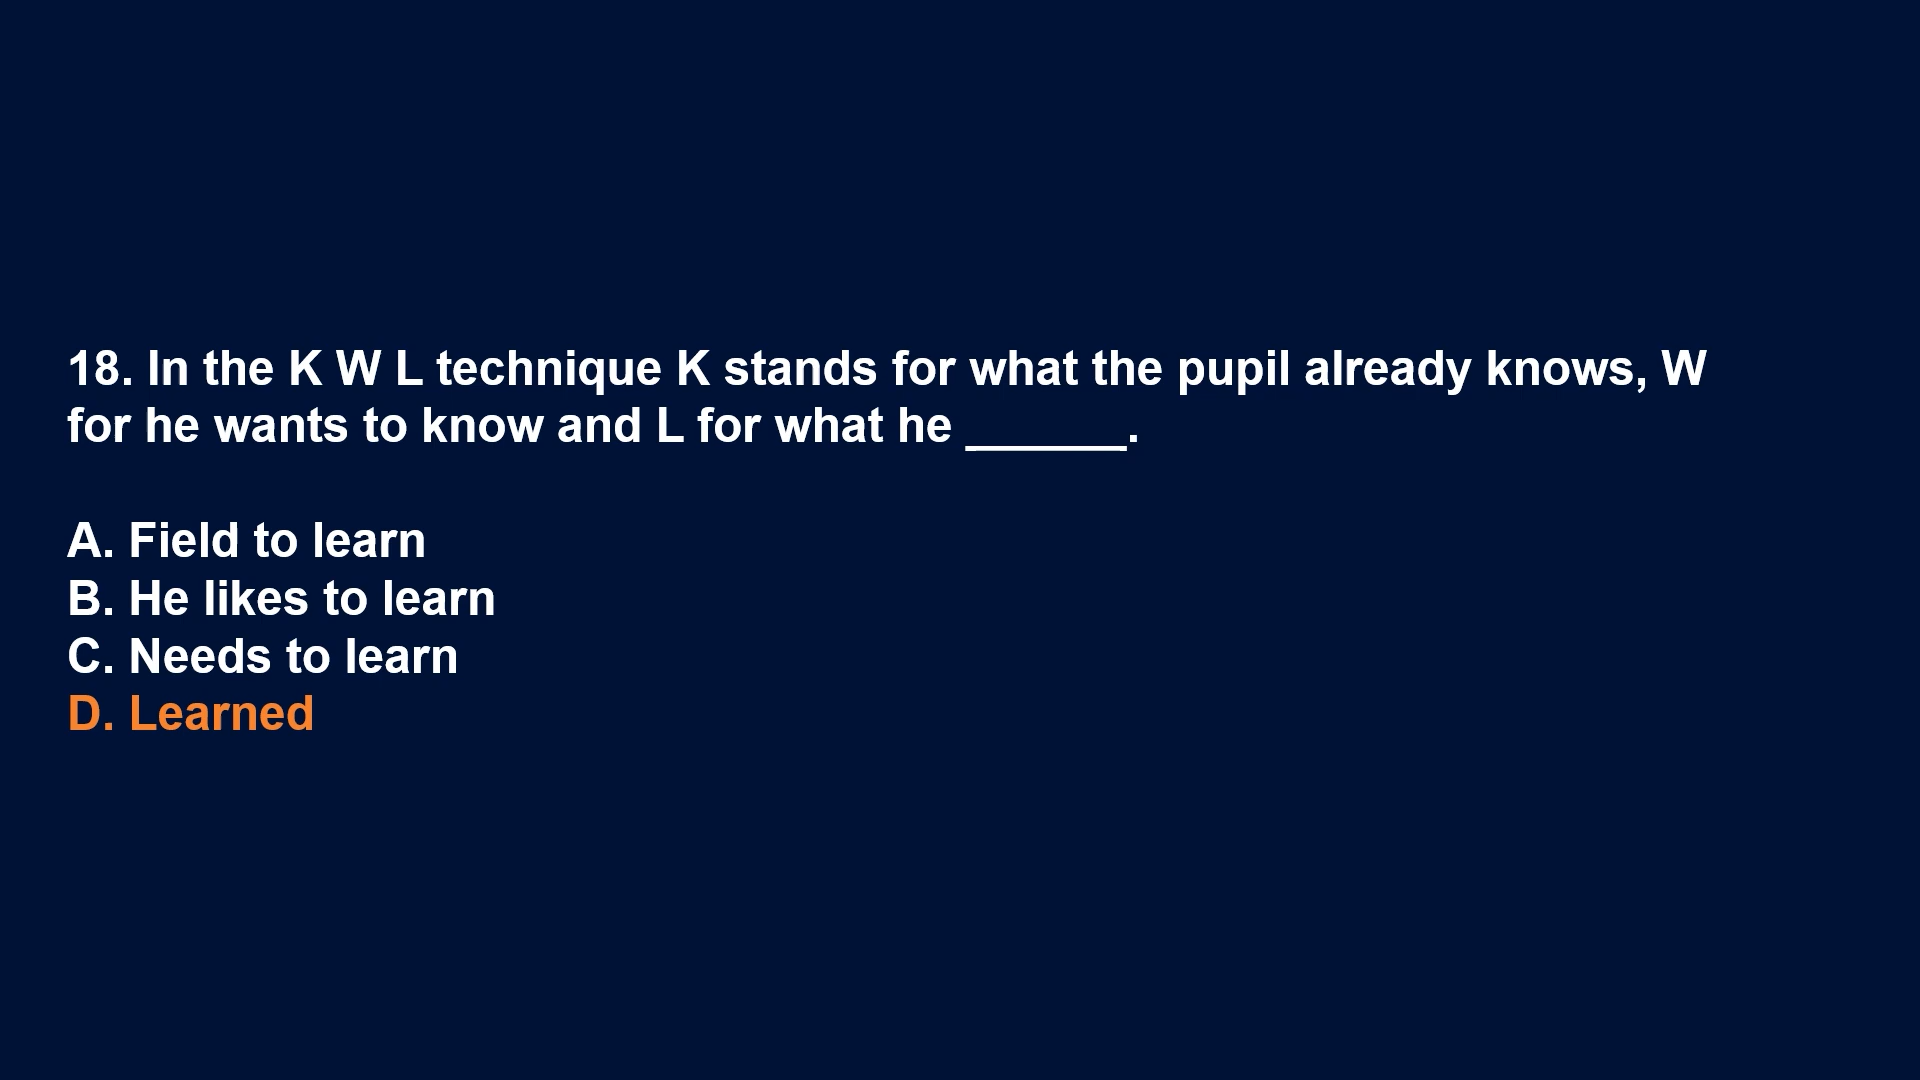 18. In the K W L technique K stands for what the pupil already knows, W
for he wants to know and L for what he ______.
A. Field to learn
B. He likes to learn
C. Needs to learn
D. Learned